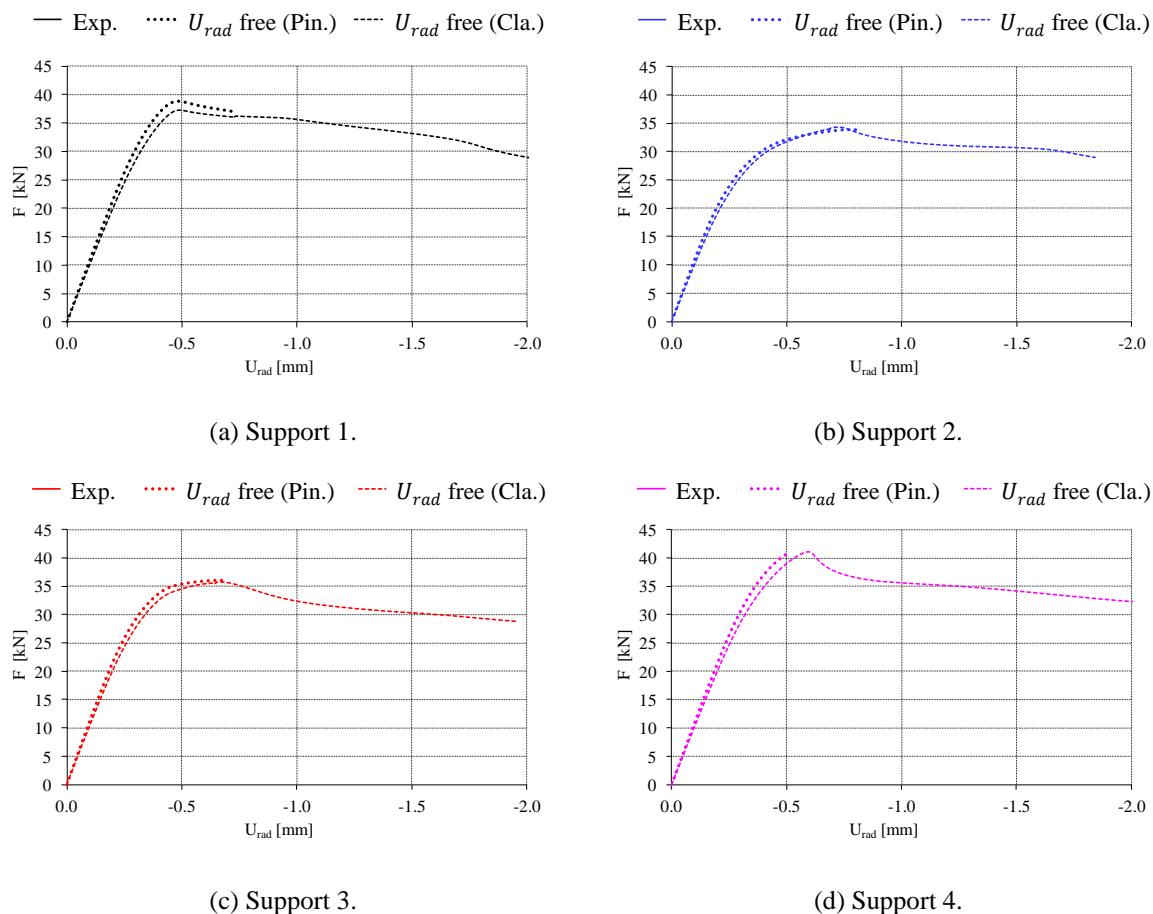 Exp. U_rad free (Pin.) U_rad free (Cla.)
45
40
35
30
25
20
15
10
5
0
F [kN]
0.0 -0.5 -1.0 -1.5 -2.0
U_rad [mm]
(a) Support 1.
Exp. U_rad free (Pin.) U_rad free (Cla.)
45
40
35
30
25
20
15
10
5
0
F [kN]
0.0 -0.5 -1.0 -1.5 -2.0
U_rad [mm]
(b) Support 2.
Exp. U_rad free (Pin.) U_rad free (Cla.)
45
40
35
30
25
20
15
10
5
0
F [kN]
0.0 -0.5 -1.0 -1.5 -2.0
U_rad [mm]
(c) Support 3.
Exp. U_rad free (Pin.) U_rad free (Cla.)
45
40
35
30
25
20
15
10
5
0
F [kN]
0.0 -0.5 -1.0 -1.5 -2.0
U_rad [mm]
(d) Support 4.